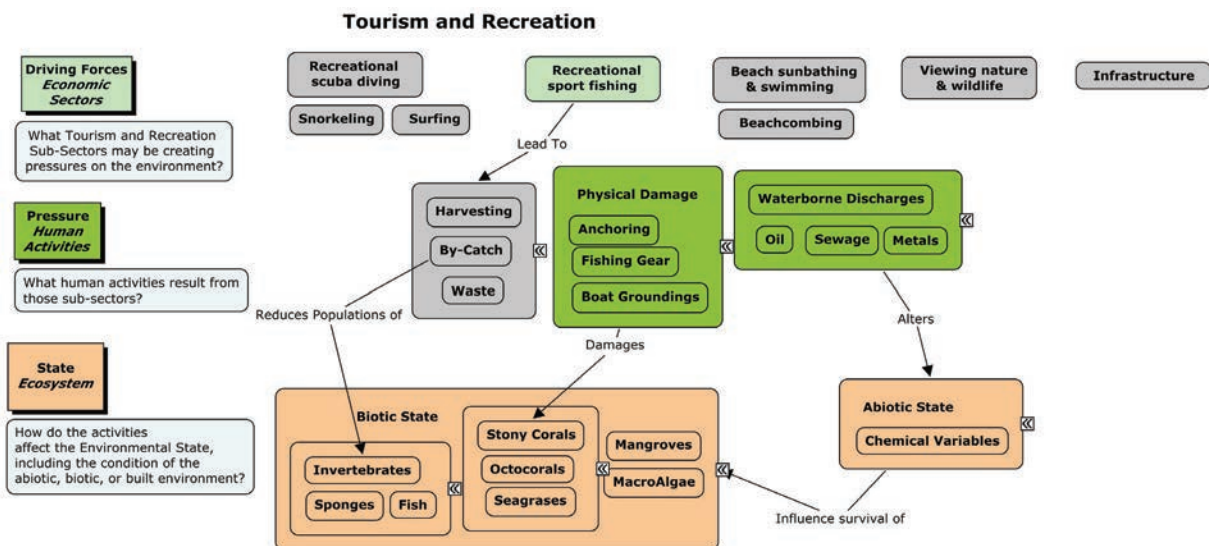 Tourism and Recreation
Driving Forces
Economic
Sectors
What Tourism and Recreation
Sub-Sectors may be creating
pressures on the environment?
Recreational
scuba diving
Snorkeling
Surfing
Recreational
sport fishing
Beach sunbathing
& swimming
Beachcombing
Viewing nature
& wildlife
Infrastructure
Lead To
Pressure
Human
Activities
What human activities result from
those sub-sectors?
Harvesting
By-Catch
Waste
Physical Damage
Anchoring
Fishing Gear
Boat Groundings
Waterborne Discharges
Oil
Sewage
Metals
Reduces Populations of
Damages
Alters
State
Ecosystem
How do the activities
affect the Environmental State,
including the condition of the
abiotic, biotic, or built environment?
Biotic State
Invertebrates
Sponges
Fish
Stony Corals
Octocorals
Seagrases
Mangroves
MacroAlgae
Abiotic State
Chemical Variables
Influence survival of